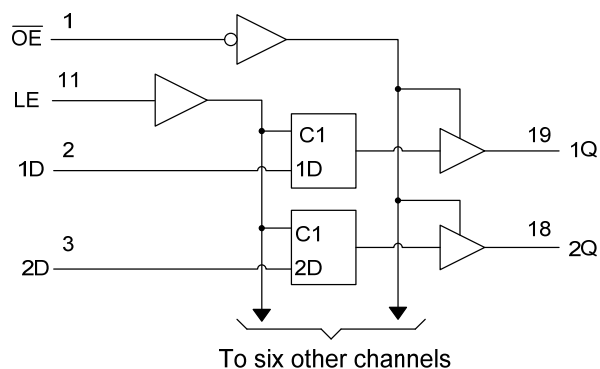 O̅E̅ 1
LE 11
C1
1D 2 1D 19 1Q
C1
2D 3 2D 18 2Q
To six other channels